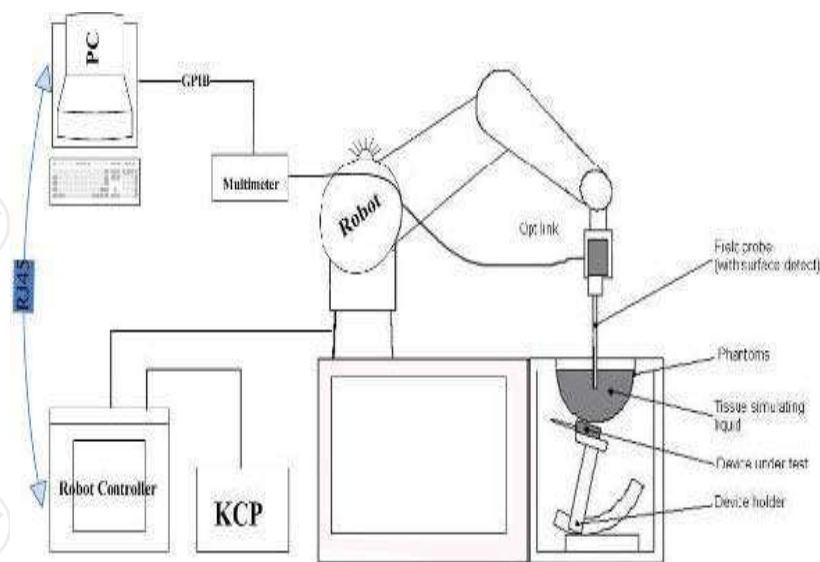 PC
GPIB
Multimeter
Robot
Opt link
Field probe
(with surface detect)
RJ45
Phantoms
Tissue simulating
liquid
Device under test
Robot Controller
KCP
Device holder